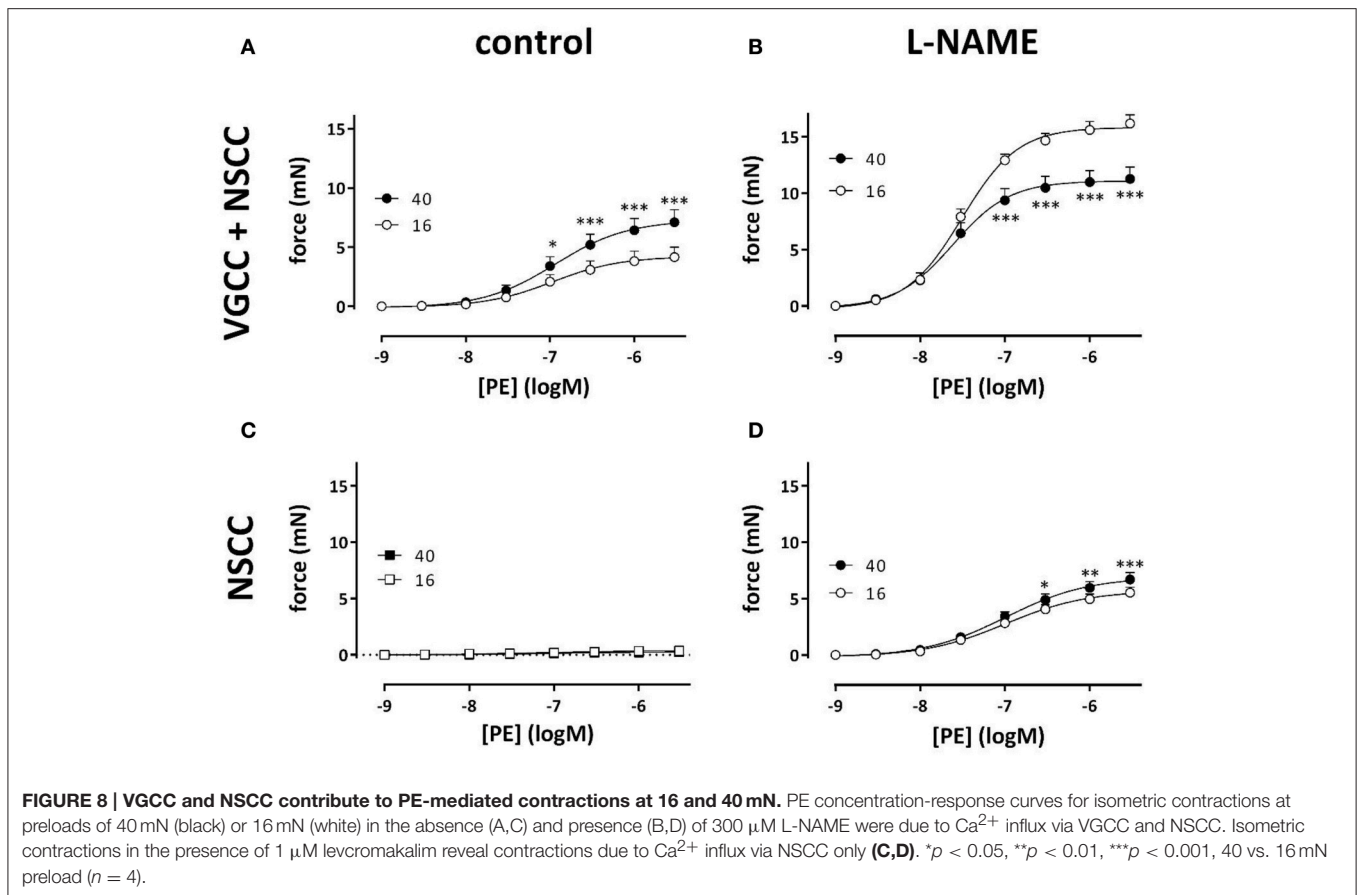 control
L-NAME
VGCC + NSCC
NSCC
A
force (mN)
15
10
5
0
40
16
*
***
***
***
-9 -8 -7 -6
[PE] (logM)
B
force (mN)
15
10
5
0
40
16
***
***
***
***
-9 -8 -7 -6
[PE] (logM)
C
force (mN)
15
10
5
0
40
16
-9 -8 -7 -6
[PE] (logM)
D
force (mN)
15
10
5
0
40
16
*
**
***
-9 -8 -7 -6
[PE] (logM)
FIGURE 8 | VGCC and NSCC contribute to PE-mediated contractions at 16 and 40 mN. PE concentration-response curves for isometric contractions at
preloads of 40 mN (black) or 16 mN (white) in the absence (A,C) and presence (B,D) of 300 μM L-NAME were due to Ca2+ influx via VGCC and NSCC. Isometric
contractions in the presence of 1 μM levcromakalim reveal contractions due to Ca2+ influx via NSCC only (C,D). *p < 0.05, **p < 0.01, ***p < 0.001, 40 vs. 16 mN
preload (n = 4).